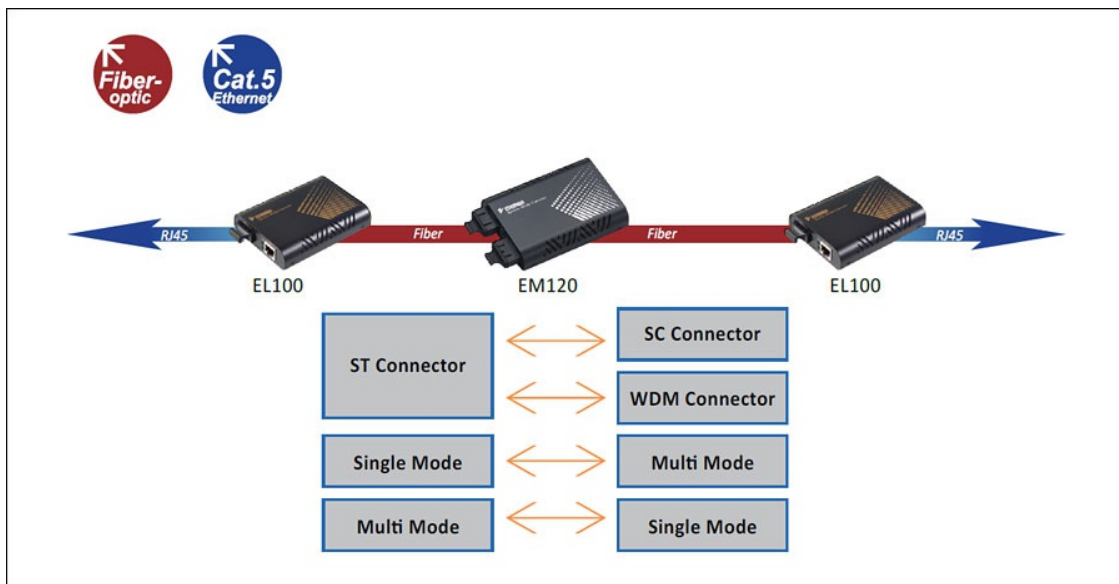 Fiber-
optic
Cat.5
Ethernet
RJ45
Fiber
Fiber
RJ45
EL100
EM120
EL100
ST Connector
SC Connector
WDM Connector
Single Mode
Multi Mode
Multi Mode
Single Mode